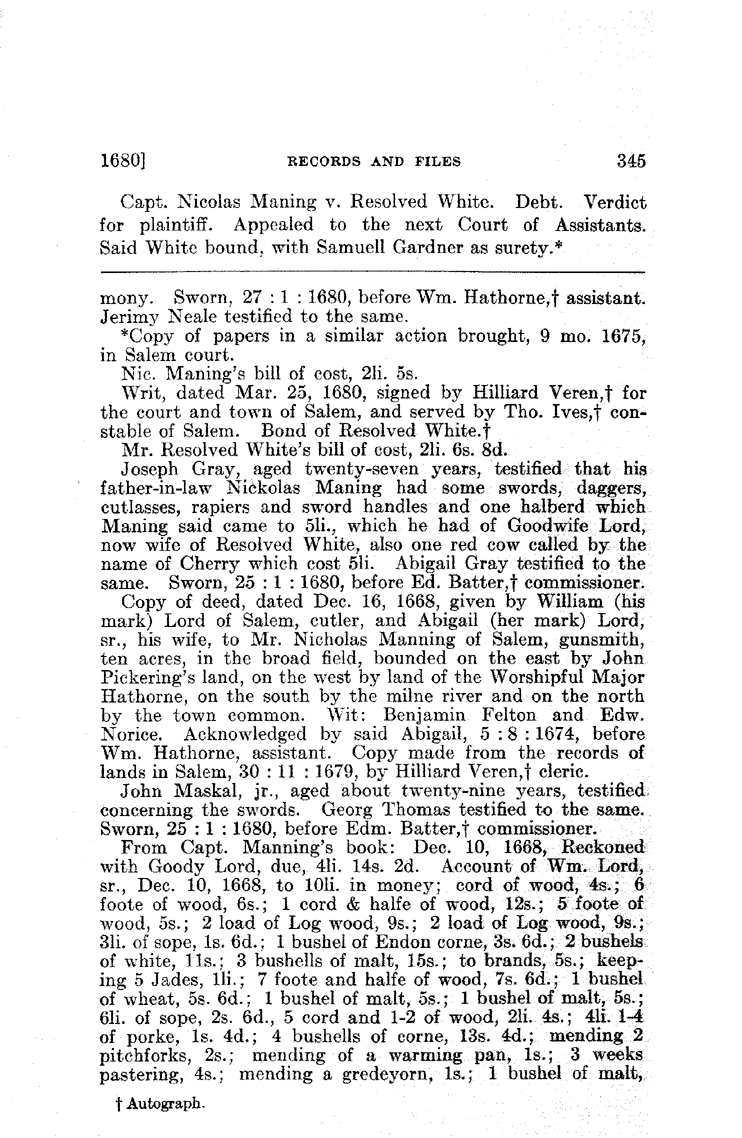 1680] RECORDS AND FILES 345
Capt. Nicolas Maning v. Resolved White. Debt. Verdict
for plaintiff. Appealed to the next Court of Assistants.
Said White bound, with Samuell Gardner as surety.*
mony. Sworn, 27 : 1 : 1680, before Wm. Hathorne,† assistant.
Jerimy Neale testified to the same.
*Copy of papers in a similar action brought, 9 mo. 1675,
in Salem court.
Nic. Maning's bill of cost, 2li. 5s.
Writ, dated Mar. 25, 1680, signed by Hilliard Veren,† for
the court and town of Salem, and served by Tho. Ives,† con-
stable of Salem. Bond of Resolved White.†
Mr. Resolved White's bill of cost, 2li. 6s. 8d.
Joseph Gray, aged twenty-seven years, testified that his
father-in-law Nickolas Maning had some swords, daggers,
cutlasses, rapiers and sword handles and one halberd which
Maning said came to 5li., which he had of Goodwife Lord,
now wife of Resolved White, also one red cow called by the
name of Cherry which cost 5li. Abigail Gray testified to the
same. Sworn, 25 : 1 : 1680, before Ed. Batter,† commissioner.
Copy of deed, dated Dec. 16, 1668, given by William (his
mark) Lord of Salem, cutler, and Abigail (her mark) Lord,
sr., his wife, to Mr. Nicholas Manning of Salem, gunsmith,
ten acres, in the broad field, bounded on the east by John
Pickering's land, on the west by land of the Worshipful Major
Hathorne, on the south by the milne river and on the north
by the town common. Wit: Benjamin Felton and Edw.
Norice. Acknowledged by said Abigail, 5 : 8 : 1674, before
Wm. Hathorne, assistant. Copy made from the records of
lands in Salem, 30 : 11 : 1679, by Hilliard Veren,† cleric.
John Maskal, jr., aged about twenty-nine years, testified
concerning the swords. Georg Thomas testified to the same.
Sworn, 25 : 1 : 1680, before Edm. Batter,† commissioner.
From Capt. Manning's book: Dec. 10, 1668, Reckoned
with Goody Lord, due, 4li. 14s. 2d. Account of Wm. Lord,
sr., Dec. 10, 1668, to 10li. in money; cord of wood, 4s.; 6
foote of wood, 6s.; 1 cord & halfe of wood, 12s.; 5 foote of
wood, 5s.; 2 load of Log wood, 9s.; 2 load of Log wood, 9s.;
3li. of sope, 1s. 6d.; 1 bushel of Endon corne, 3s. 6d.; 2 bushels
of white, 11s.; 3 bushells of malt, 15s.; to brands, 5s.; keep-
ing 5 Jades, 1li.; 7 foote and halfe of wood, 7s. 6d.; 1 bushel
of wheat, 5s. 6d.; 1 bushel of malt, 5s.; 1 bushel of malt, 5s.;
6li. of sope, 2s. 6d., 5 cord and 1-2 of wood, 2li. 4s.; 4li. 1-4
of porke, 1s. 4d.; 4 bushells of corne, 13s. 4d.; mending 2
pitchforks, 2s.; mending of a warming pan, 1s.; 3 weeks
pastering, 4s.; mending a gredeyorn, 1s.; 1 bushel of malt,
† Autograph.